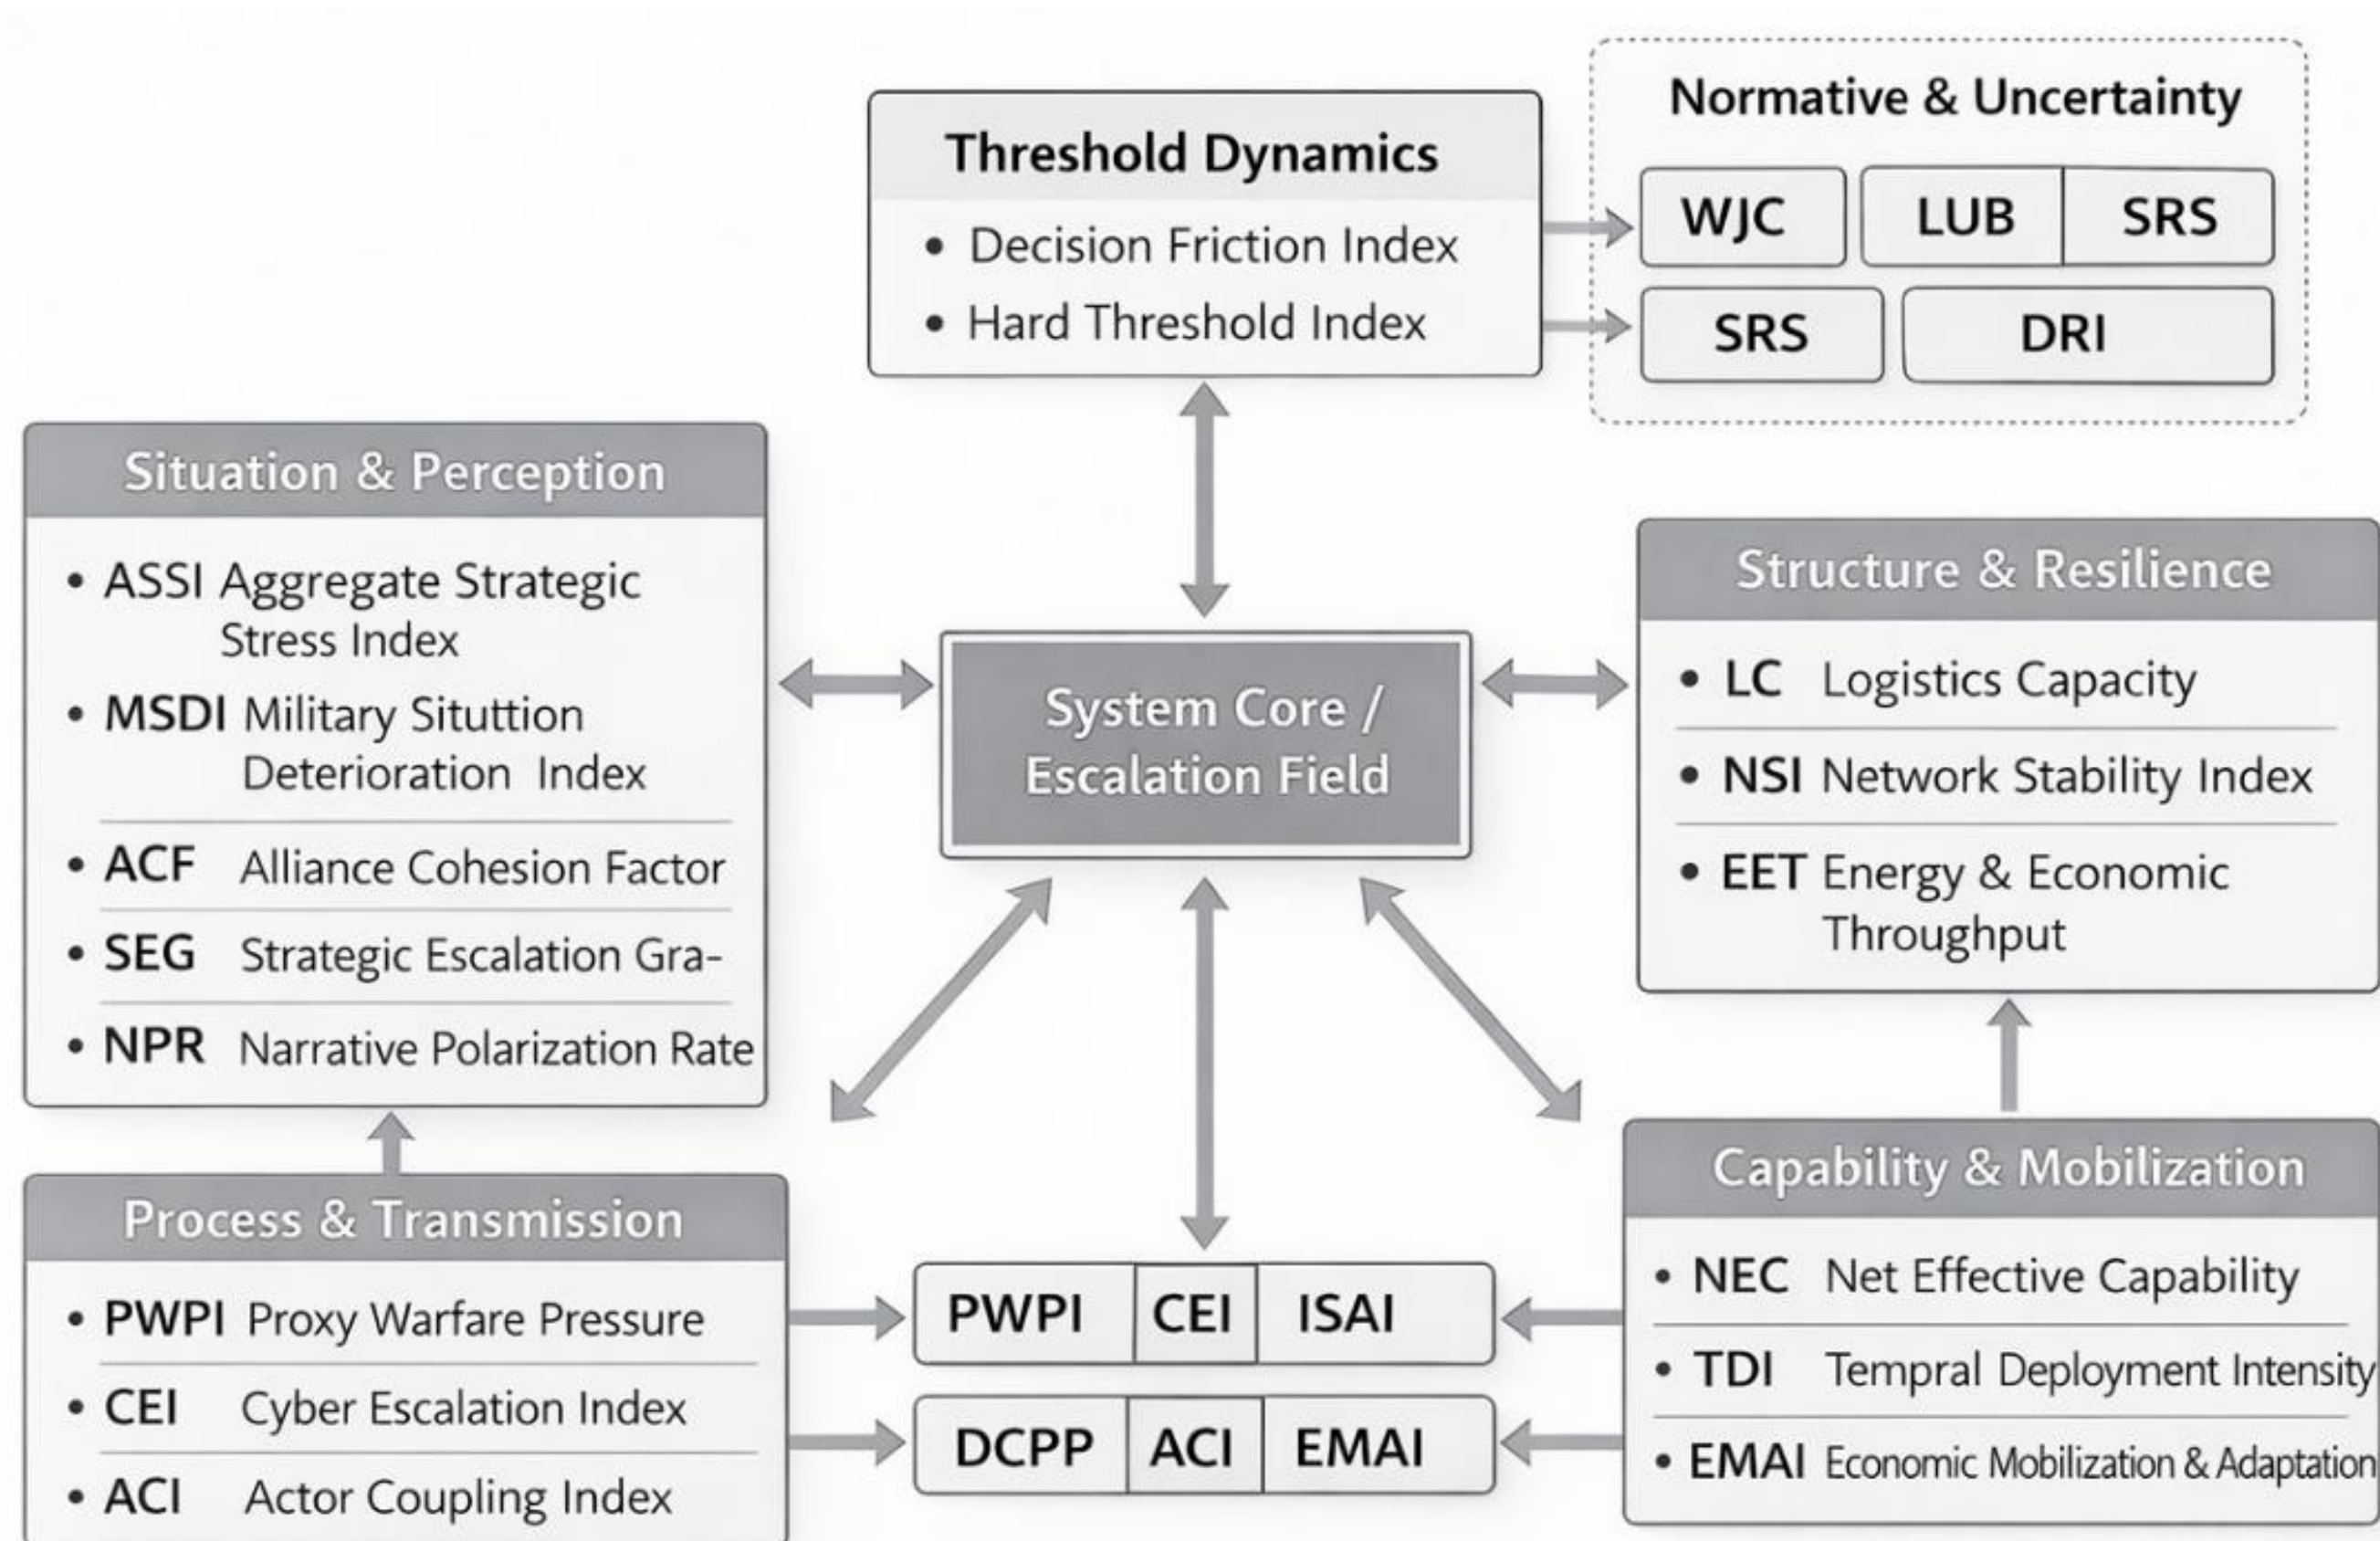 Normative & Uncertainty
Threshold Dynamics
• Decision Friction Index
• Hard Threshold Index
WJC
LUB
SRS
SRS
DRI
Situation & Perception
• ASSI Aggregate Strategic
Stress Index
• MSDI Military Situttion
Deterioration Index
• ACF Alliance Cohesion Factor
• SEG Strategic Escalation Gra-
• NPR Narrative Polarization Rate
System Core /
Escalation Field
Structure & Resilience
• LC Logistics Capacity
• NSI Network Stability Index
• EET Energy & Economic
Throughput
Process & Transmission
• PWPI Proxy Warfare Pressure
• CEI Cyber Escalation Index
• ACI Actor Coupling Index
PWPI CEI ISAI
DCPP ACI EMAI
Capability & Mobilization
• NEC Net Effective Capability
• TDI Tempral Deployment Intensity
• EMAI Economic Mobilization & Adaptation